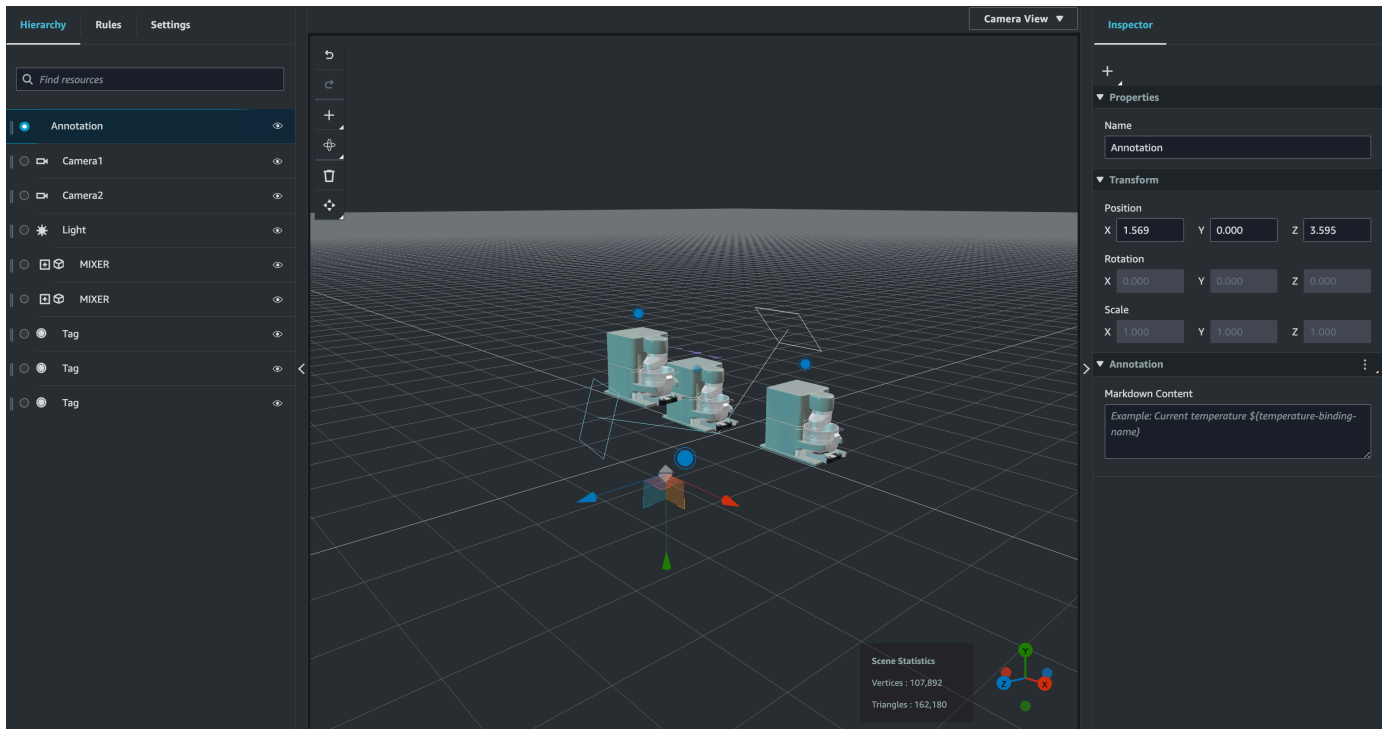 Hierarchy Rules Settings
Find resources
Annotation
Camera1
Camera2
Light
MIXER
MIXER
Tag
Tag
Tag
Camera View
Scene Statistics
Vertices : 107,892
Triangles : 162,180
Y
Z X
Inspector
Properties
Name
Annotation
Transform
Position
X 1.569 Y 0.000 Z 3.595
Rotation
X 0.000 Y 0.000 Z 0.000
Scale
X 1.000 Y 1.000 Z 1.000
Annotation
Markdown Content
Example: Current temperature ${temperature-binding-
name}